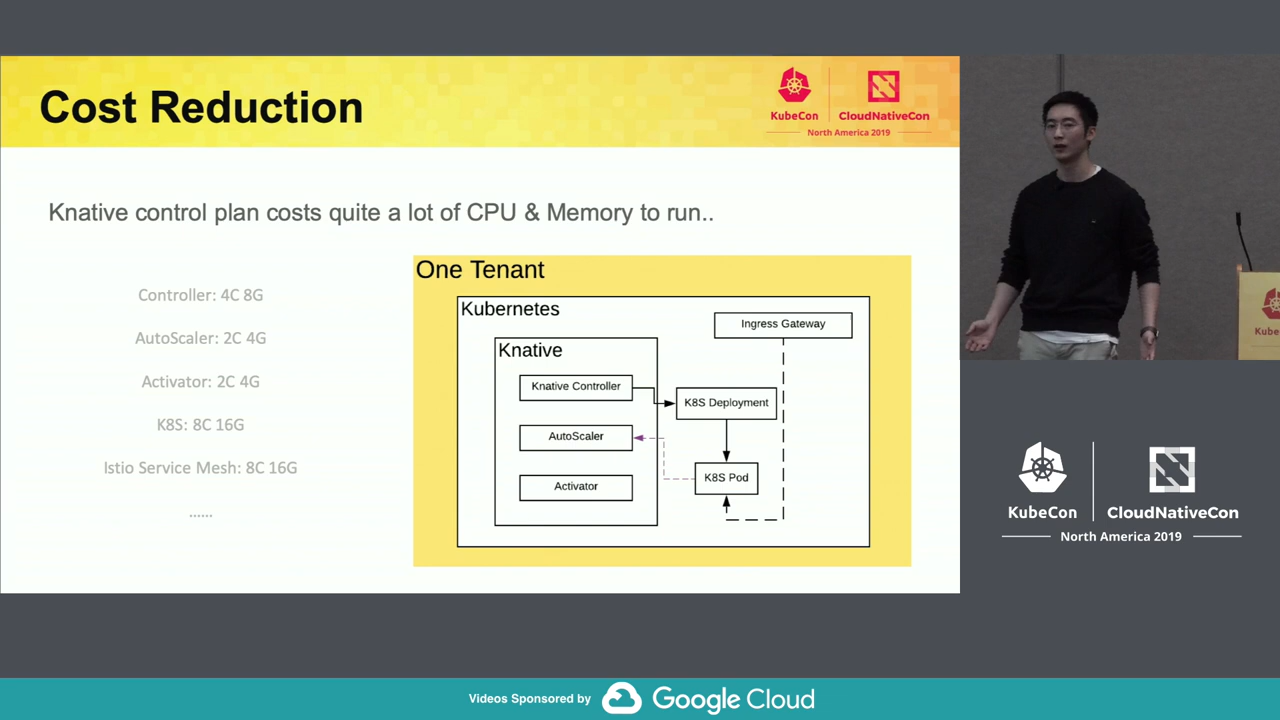 Cost Reduction
KubeCon
CloudNativeCon
North America 2019
Knative control plan costs quite a lot of CPU & Memory to run..
Controller: 4C 8G
AutoScaler: 2C 4G
Activator: 2C 4G
K8S: 8C 16G
Istio Service Mesh: 8C 16G
......
One Tenant
Kubernetes
Ingress Gateway
Knative
Knative Controller
K8S Deployment
AutoScaler
K8S Pod
Activator
KubeCon
CloudNativeCon
North America 2019
Videos Sponsored by Google Cloud